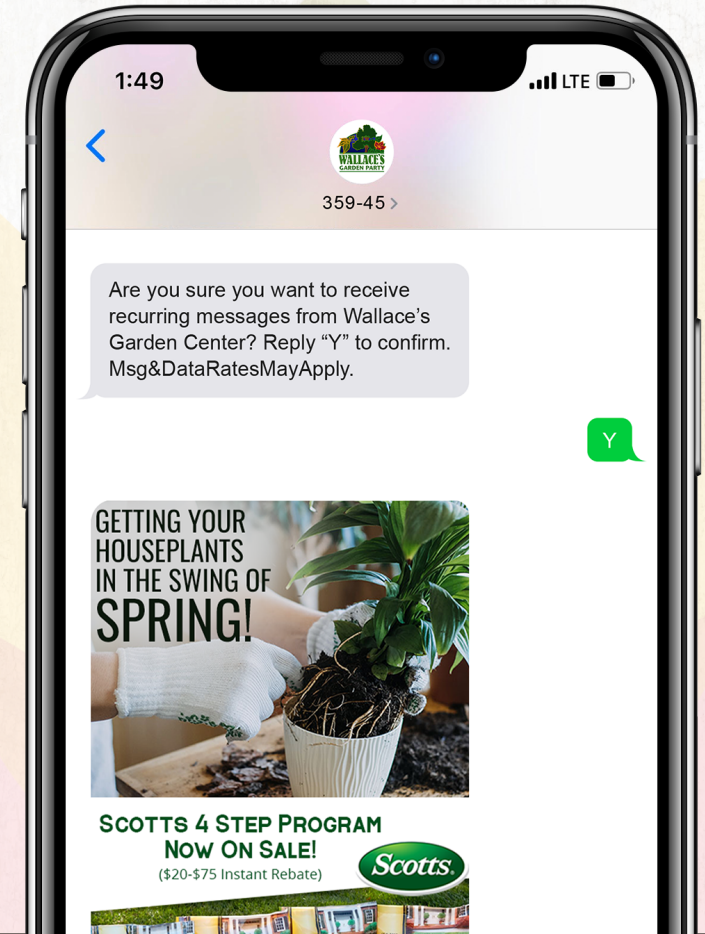 1:49
LTE
WALLACE'S
GARDEN PARTY
359-45
Are you sure you want to receive
recurring messages from Wallace’s
Garden Center? Reply “Y” to confirm.
Msg&DataRatesMayApply.
Y
GETTING YOUR
HOUSEPLANTS
IN THE SWING OF
SPRING!
SCOTTS 4 STEP PROGRAM
NOW ON SALE!
($20-$75 Instant Rebate)
Scotts.